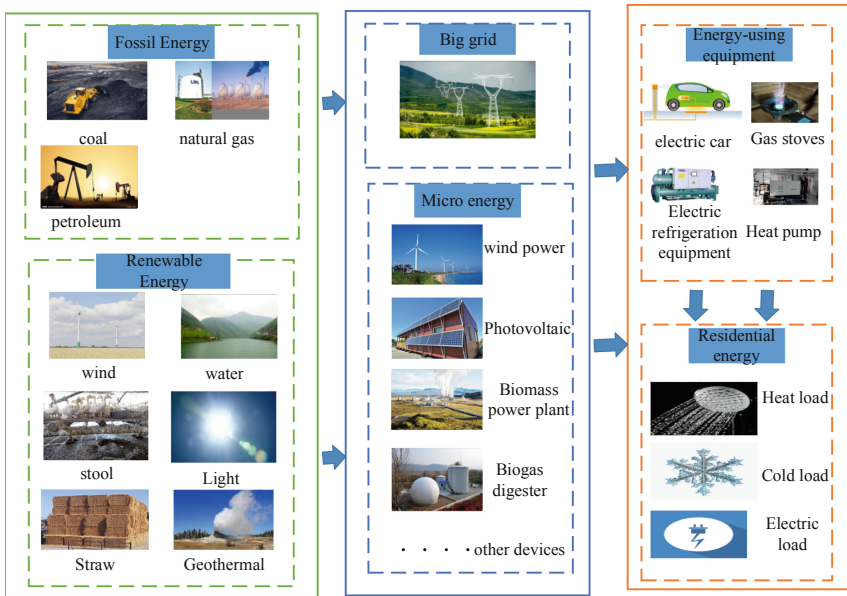 Fossil Energy
coal
natural gas
petroleum
Renewable
Energy
wind
water
stool
Light
Straw
Geothermal
Big grid
Micro energy
wind power
Photovoltaic
Biomass
power plant
Biogas
digester
· · · · other devices
Energy-using
equipment
electric car
Gas stoves
Electric
refrigeration
equipment
Heat pump
Residential
energy
Heat load
Cold load
Electric
load